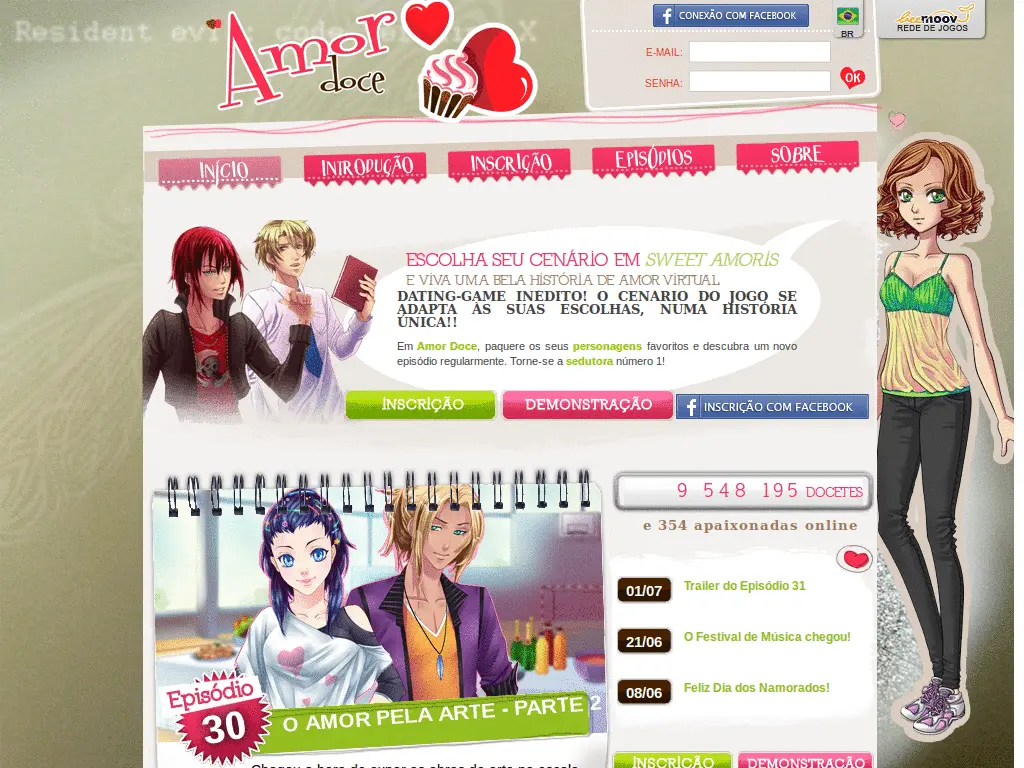 Resident evil code
X
Amor
doce
CONEXÃO COM FACEBOOK
BR
beemoov
REDE DE JOGOS
E-MAIL:
SENHA:
OK
INÍCIO
INTRODUÇÃO
INSCRIÇÃO
EPISÓDIOS
SOBRE
ESCOLHA SEU CENÁRIO EM SWEET AMORIS
E VIVA UMA BELA HISTÓRIA DE AMOR VIRTUAL
DATING-GAME INEDITO! O CENARIO DO JOGO SE
ADAPTA ÀS SUAS ESCOLHAS, NUMA HISTÓRIA
ÚNICA!!
Em Amor Doce, paquere os seus personagens favoritos e descubra um novo
episódio regularmente. Torne-se a sedutora número 1!
INSCRIÇÃO
DEMONSTRAÇÃO
INSCRIÇÃO COM FACEBOOK
9 548 195 DOCETES
e 354 apaixonadas online
01/07 Trailer do Episódio 31
21/06 O Festival de Música chegou!
08/06 Feliz Dia dos Namorados!
Episódio
30
O AMOR PELA ARTE - PARTE 2
INSCRIÇÃO
DEMONSTRAÇÃO